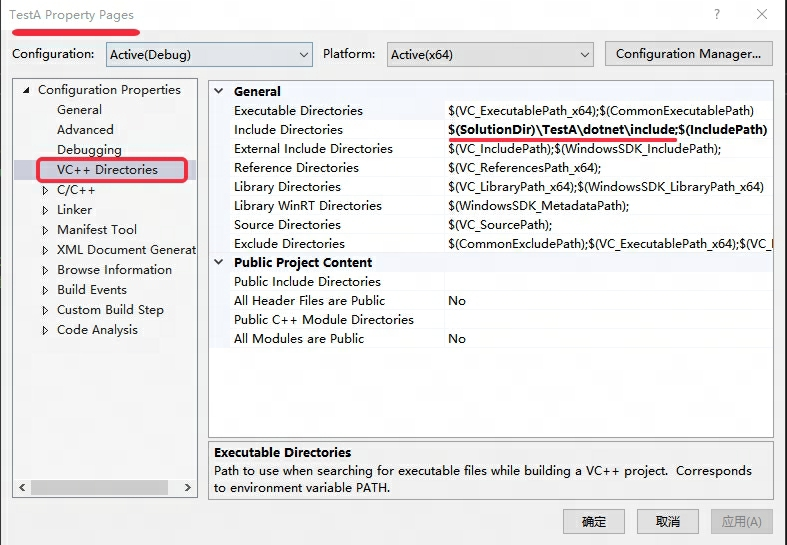 TestA Property Pages
Configuration: Active(Debug) Platform: Active(x64) Configuration Manager...
Configuration Properties
General
Advanced
Debugging
VC++ Directories
C/C++
Linker
Manifest Tool
XML Document Generat
Browse Information
Build Events
Custom Build Step
Code Analysis
General
Executable Directories $(VC_ExecutablePath_x64);$(CommonExecutablePath)
Include Directories $(SolutionDir)\TestA\dotnet\include;$(IncludePath)
External Include Directories $(VC_IncludePath);$(WindowsSDK_IncludePath);
Reference Directories $(VC_ReferencesPath_x64);
Library Directories $(VC_LibraryPath_x64);$(WindowsSDK_LibraryPath_x64)
Library WinRT Directories $(WindowsSDK_MetadataPath);
Source Directories $(VC_SourcePath);
Exclude Directories $(CommonExcludePath);$(VC_ExecutablePath_x64);$(VC_I
Public Project Content
Public Include Directories
All Header Files are Public No
Public C++ Module Directories
All Modules are Public No
Executable Directories
Path to use when searching for executable files while building a VC++ project. Corresponds
to environment variable PATH.
确定 取消 应用(A)